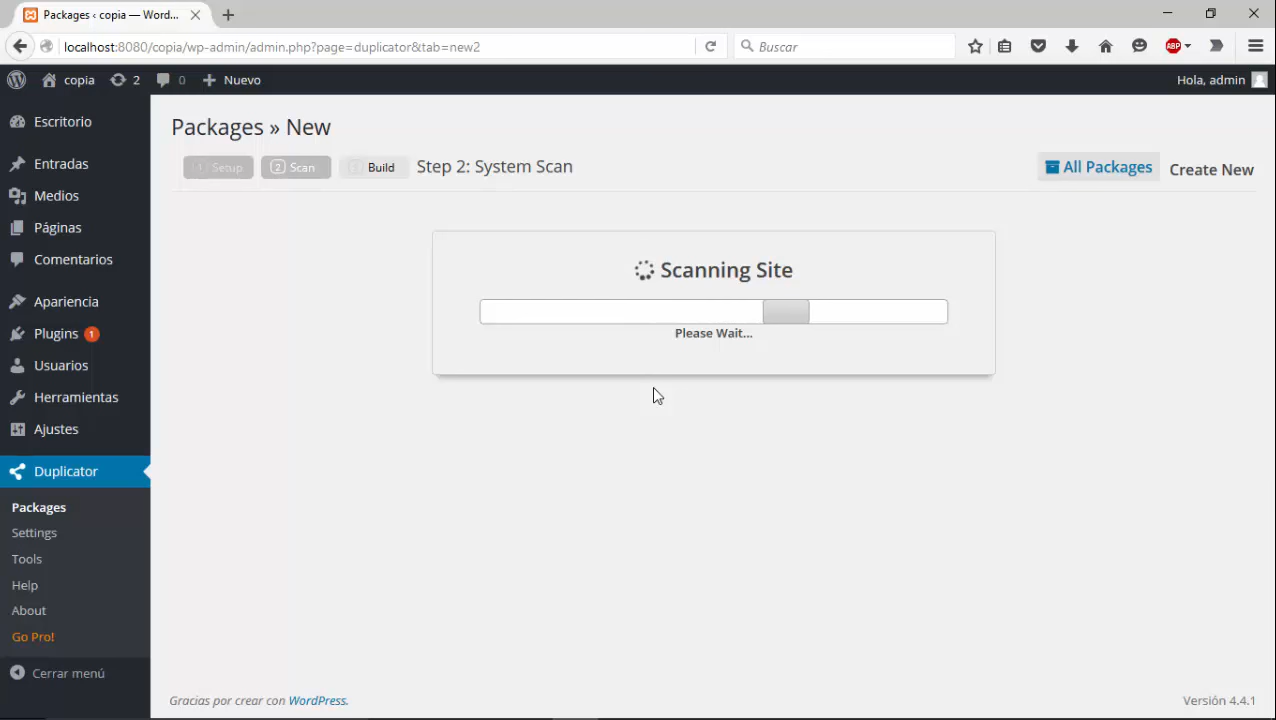 Packages ‹ copia — Word...
localhost:8080/copia/wp-admin/admin.php?page=duplicator&tab=new2
Buscar
ABP
copia
2
0
Nuevo
Hola, admin
Escritorio
Entradas
Medios
Páginas
Comentarios
Apariencia
Plugins 1
Usuarios
Herramientas
Ajustes
Duplicator
Packages
Settings
Tools
Help
About
Go Pro!
Cerrar menú
Packages » New
1 Setup
2 Scan
Build
Step 2: System Scan
All Packages
Create New
Scanning Site
Please Wait...
Gracias por crear con WordPress.
Versión 4.4.1